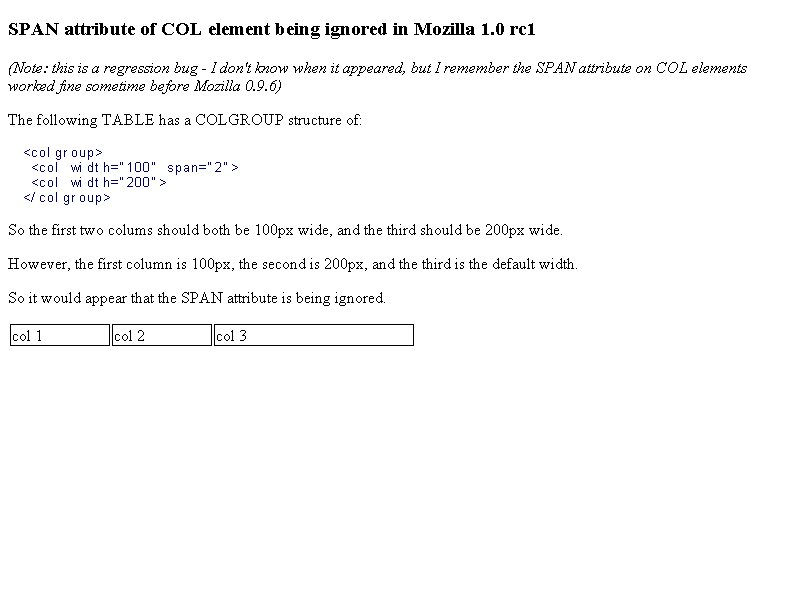 SPAN attribute of COL element being ignored in Mozilla 1.0 rc1
(Note: this is a regression bug - I don't know when it appeared, but I remember the SPAN attribute on COL elements
worked fine sometime before Mozilla 0.9.6)
The following TABLE has a COLGROUP structure of:
<colgroup>
<col width="100" span="2">
<col width="200">
</colgroup>
So the first two colums should both be 100px wide, and the third should be 200px wide.
However, the first column is 100px, the second is 200px, and the third is the default width.
So it would appear that the SPAN attribute is being ignored.
col 1 col 2 col 3